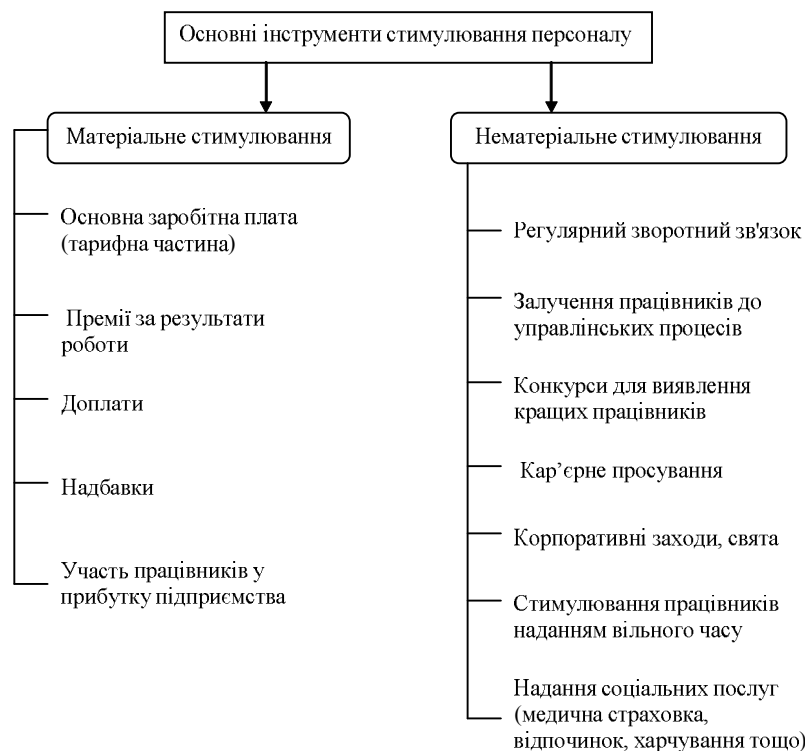 Основні інструменти стимулювання персоналу
Матеріальне стимулювання
Основна заробітна плата
(тарифна частина)
Премії за результати
роботи
Доплати
Надбавки
Участь працівників у
прибутку підприємства
Нематеріальне стимулювання
Регулярний зворотний зв'язок
Залучення працівників до
управлінських процесів
Конкурси для виявлення
кращих працівників
Кар’єрне просування
Корпоративні заходи, свята
Стимулювання працівників
наданням вільного часу
Надання соціальних послуг
(медична страховка,
відпочинок, харчування тощо)